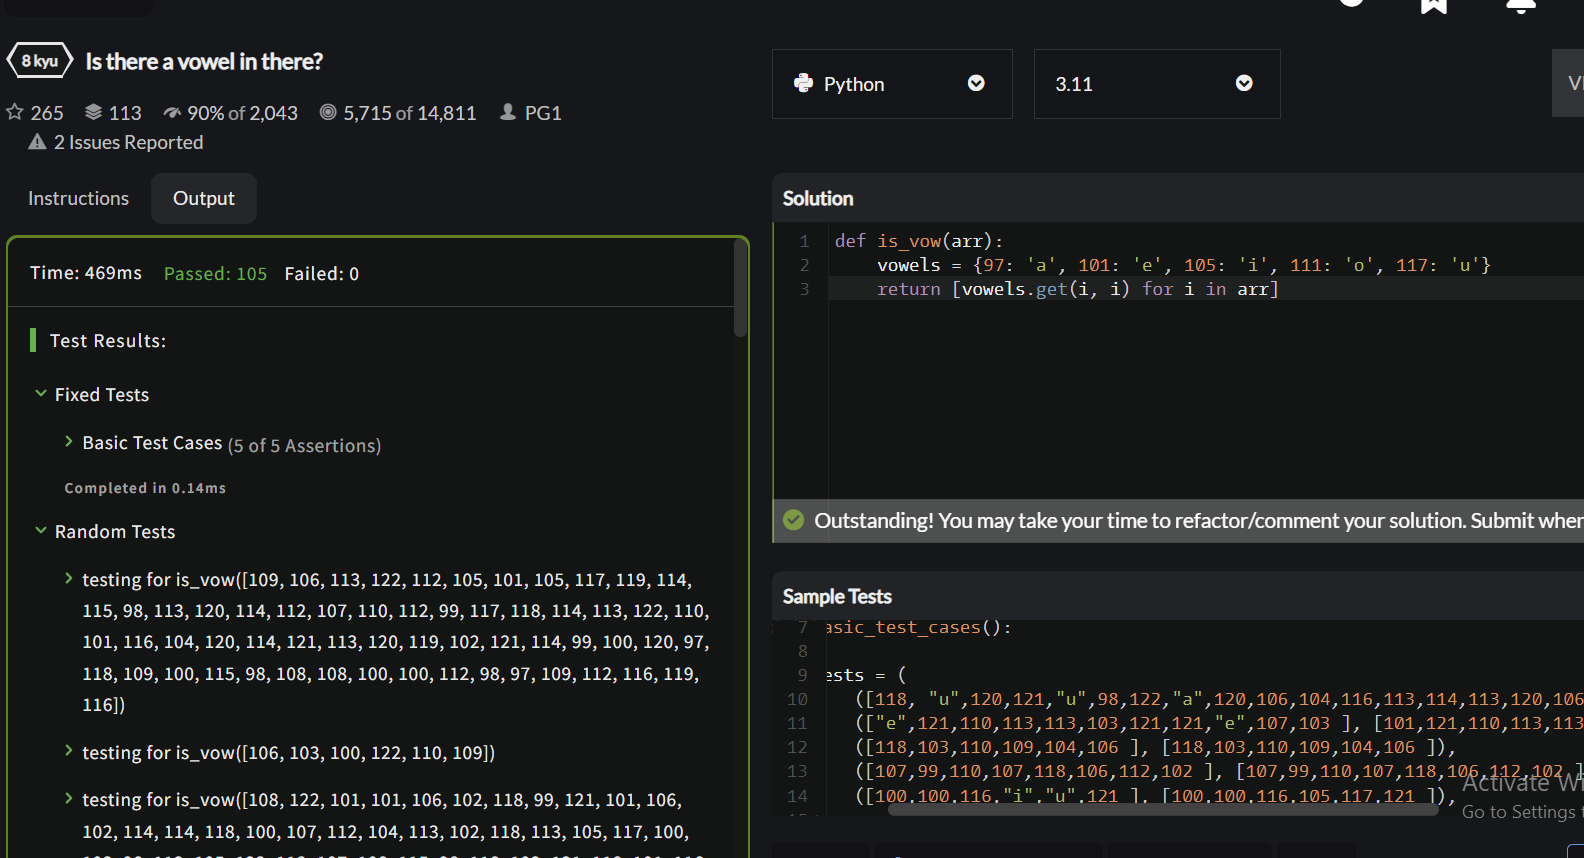 8 kyu Is there a vowel in there?
265 113 90% of 2,043 5,715 of 14,811 PG1
2 Issues Reported
Instructions Output
Time: 469ms Passed: 105 Failed: 0
Test Results:
Fixed Tests
Basic Test Cases (5 of 5 Assertions)
Completed in 0.14ms
Random Tests
testing for is_vow([109, 106, 113, 122, 112, 105, 101, 105, 117, 119, 114,
115, 98, 113, 120, 114, 112, 107, 110, 112, 99, 117, 118, 114, 113, 122, 110,
101, 116, 104, 120, 114, 121, 113, 120, 119, 102, 121, 114, 99, 100, 120, 97,
118, 109, 100, 115, 98, 108, 108, 100, 100, 112, 98, 97, 109, 112, 116, 119,
116])
testing for is_vow([106, 103, 100, 122, 110, 109])
testing for is_vow([108, 122, 101, 101, 106, 102, 118, 99, 121, 101, 106,
102, 114, 114, 118, 100, 107, 112, 104, 113, 102, 118, 113, 105, 117, 100,
Python 3.11
Solution
1 def is_vow(arr):
2 vowels = {97: 'a', 101: 'e', 105: 'i', 111: 'o', 117: 'u'}
3 return [vowels.get(i, i) for i in arr]
Outstanding! You may take your time to refactor/comment your solution. Submit when
Sample Tests
7 asic_test_cases():
8
9 ests = (
10 ([118, "u",120,121,"u",98,122,"a",120,106,104,116,113,114,113,120,106
11 (["e",121,110,113,113,103,121,121,"e",107,103 ], [101,121,110,113,113
12 ([118,103,110,109,104,106 ], [118,103,110,109,104,106 ]),
13 ([107,99,110,107,118,106,112,102 ], [107,99,110,107,118,106,112,102 ]
14 ([100,100,116,"i","u",121 ], [100,100,116,105,117,121 ]),
Activate Wi
Go to Settings t